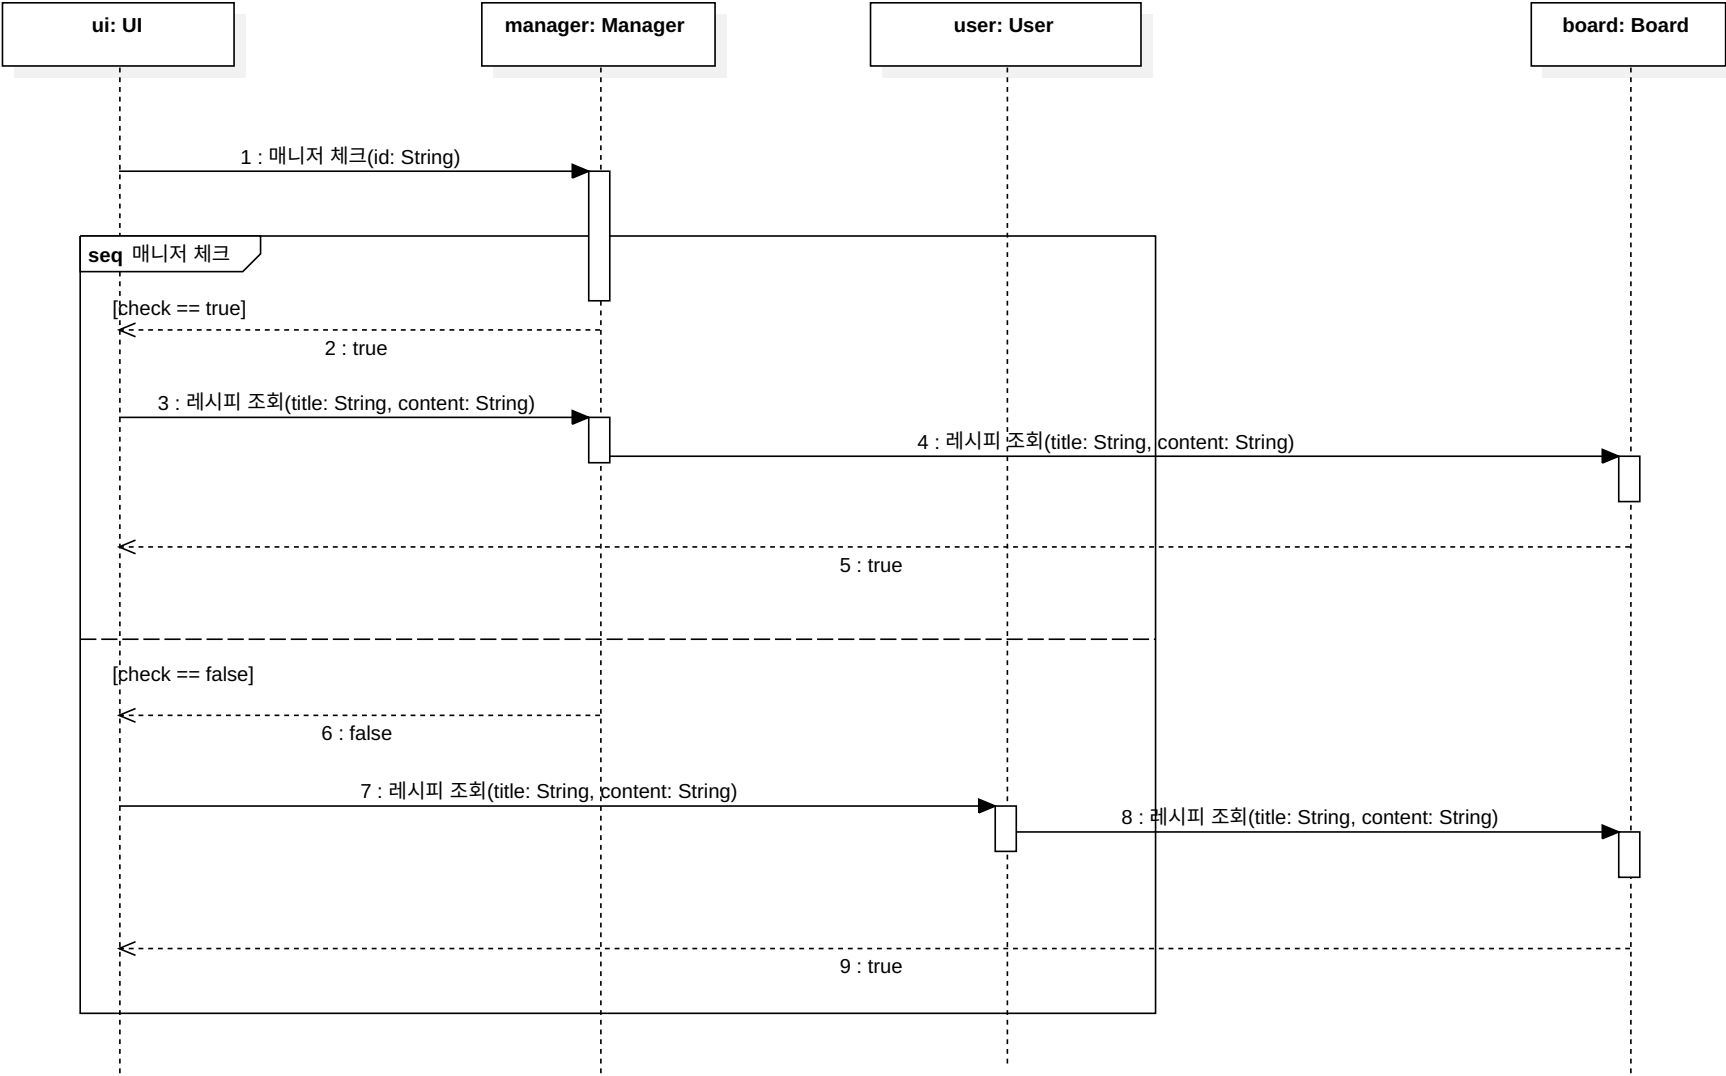 ui: UI
manager: Manager
user: User
board: Board
1 : 매니저 체크(id: String)
seq 매니저 체크
[check == true]
2 : true
3 : 레시피 조회(title: String, content: String)
4 : 레시피 조회(title: String, content: String)
5 : true
[check == false]
6 : false
7 : 레시피 조회(title: String, content: String)
8 : 레시피 조회(title: String, content: String)
9 : true